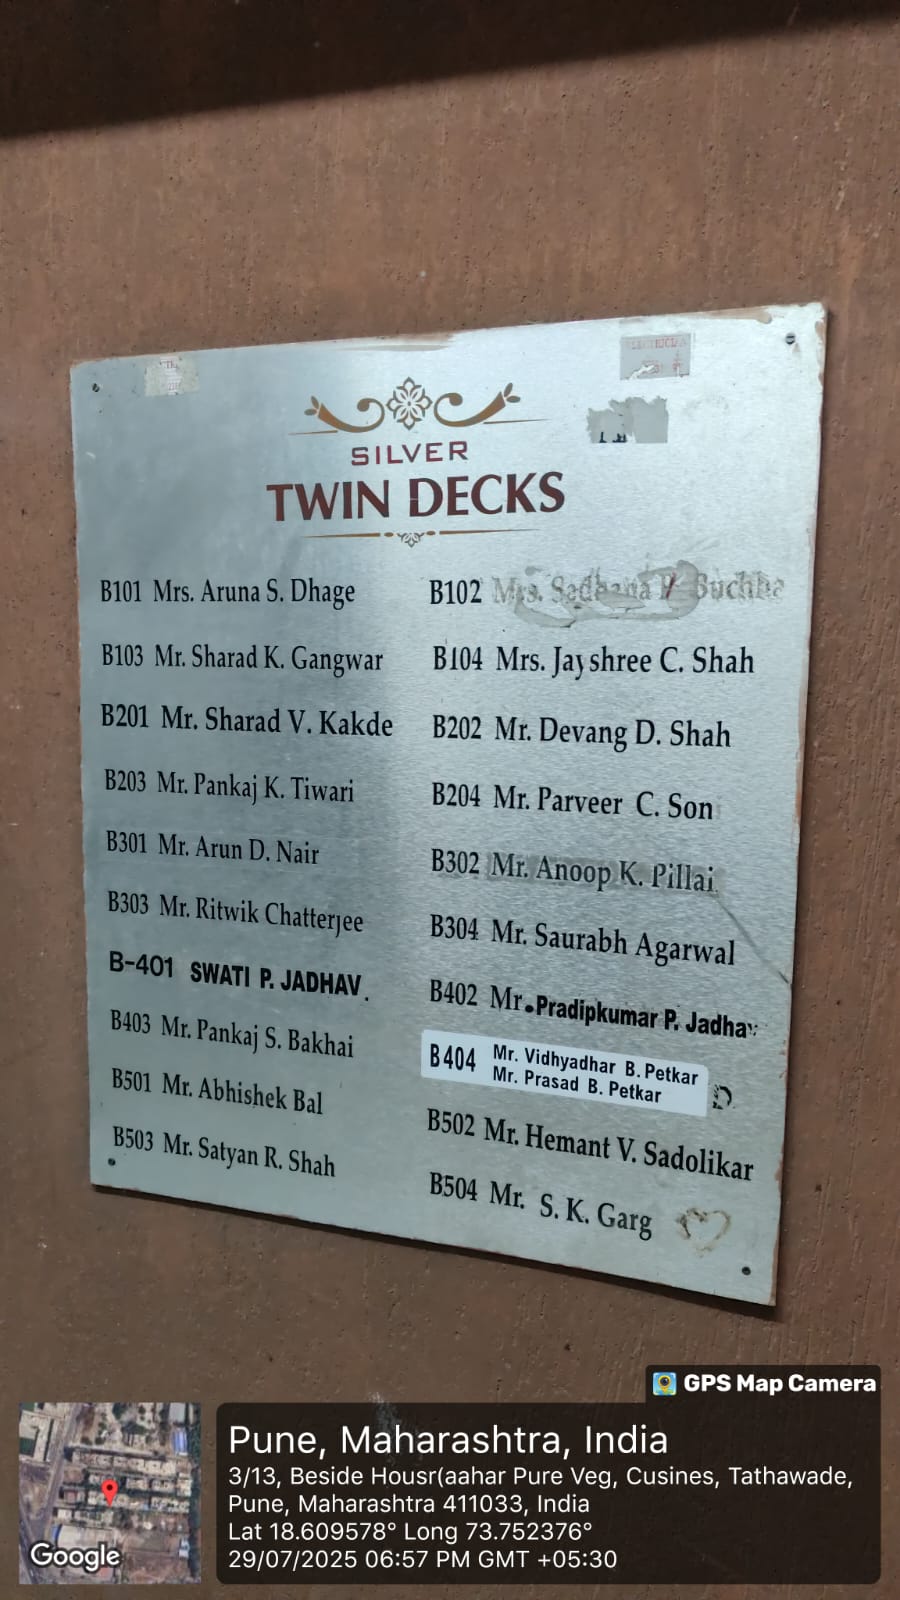 ELECTRICIAN
SILVER
TWIN DECKS
B101 Mrs. Aruna S. Dhage
B102 Mrs. Sadhana P. Buchha
B103 Mr. Sharad K. Gangwar
B104 Mrs. Jayshree C. Shah
B201 Mr. Sharad V. Kakde
B202 Mr. Devang D. Shah
B203 Mr. Pankaj K. Tiwari
B204 Mr. Parveer C. Son
B301 Mr. Arun D. Nair
B302 Mr. Anoop K. Pillai
B303 Mr. Ritwik Chatterjee
B304 Mr. Saurabh Agarwal
B-401 SWATI P. JADHAV.
B402 Mr.Pradipkumar P. Jadhav
B403 Mr. Pankaj S. Bakhai
B404 Mr. Vidhyadhar B. Petkar
Mr. Prasad B. Petkar
B501 Mr. Abhishek Bal
B502 Mr. Hemant V. Sadolikar
B503 Mr. Satyan R. Shah
B504 Mr. S. K. Garg
GPS Map Camera
Pune, Maharashtra, India
3/13, Beside Housr(aahar Pure Veg, Cusines, Tathawade,
Pune, Maharashtra 411033, India
Lat 18.609578° Long 73.752376°
29/07/2025 06:57 PM GMT +05:30
Google